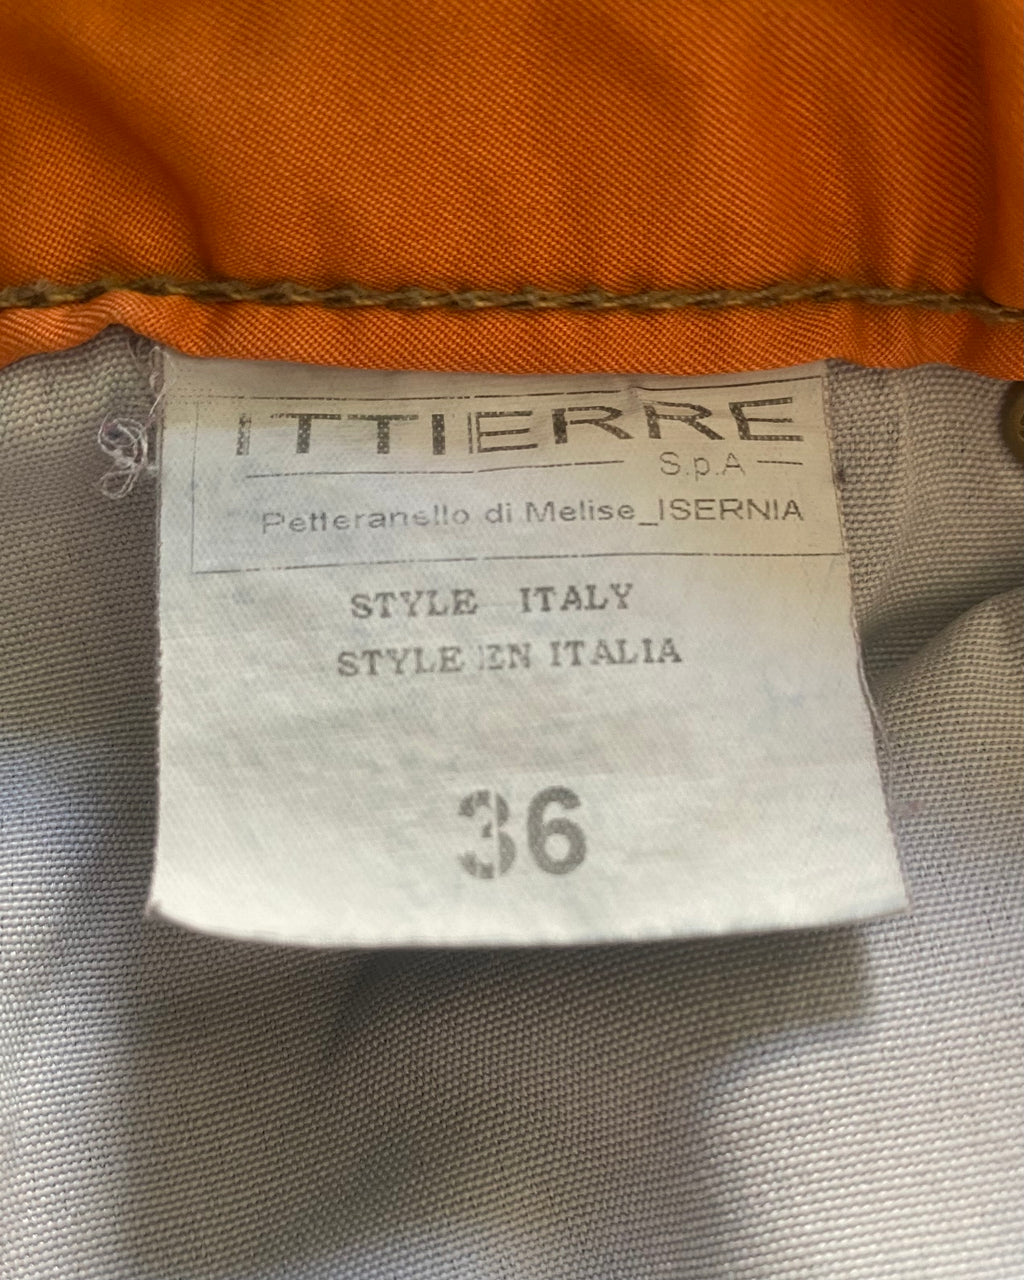 ITTIERRE
S.p.A
Petteranello di Melise_ISERNIA
STYLE ITALY
STYLE EN ITALIA
36